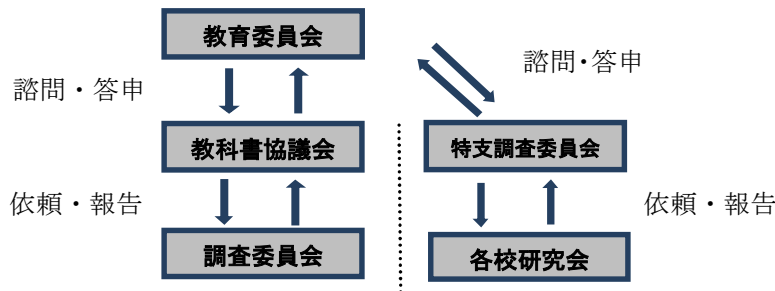 教育委員会
諮問・答申
諮問・答申
教科書協議会
特支調査委員会
依頼・報告
依頼・報告
調査委員会
各校研究会